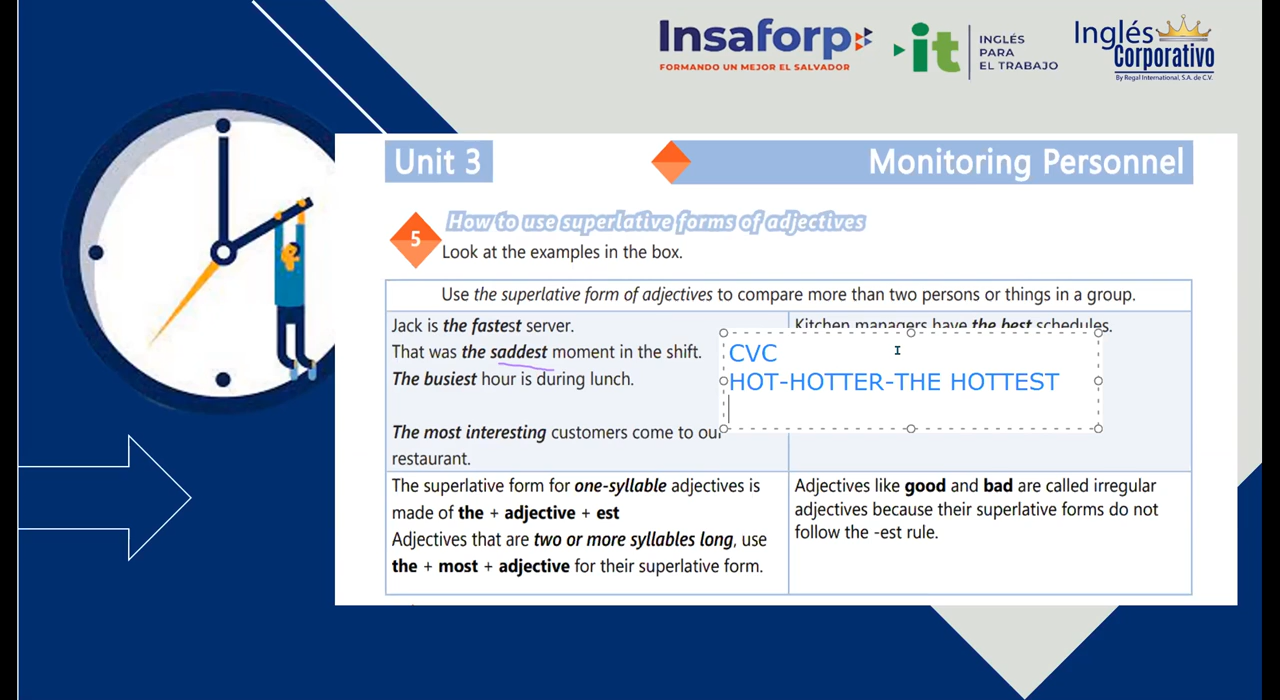 Insaforp
FORMANDO UN MEJOR EL SALVADOR
it
INGLÉS
PARA
EL TRABAJO
Inglés
Corporativo
By Regal International, S.A. de C.V.
Unit 3
Monitoring Personnel
5
How to use superlative forms of adjectives
Look at the examples in the box.
Use the superlative form of adjectives to compare more than two persons or things in a group.
Jack is the fastest server.
That was the saddest moment in the shift.
The busiest hour is during lunch.
The most interesting customers come to our
restaurant.
Kitchen managers have the best schedules.
CVC
HOT-HOTTER-THE HOTTEST
The superlative form for one-syllable adjectives is
made of the + adjective + est
Adjectives that are two or more syllables long, use
the + most + adjective for their superlative form.
Adjectives like good and bad are called irregular
adjectives because their superlative forms do not
follow the -est rule.